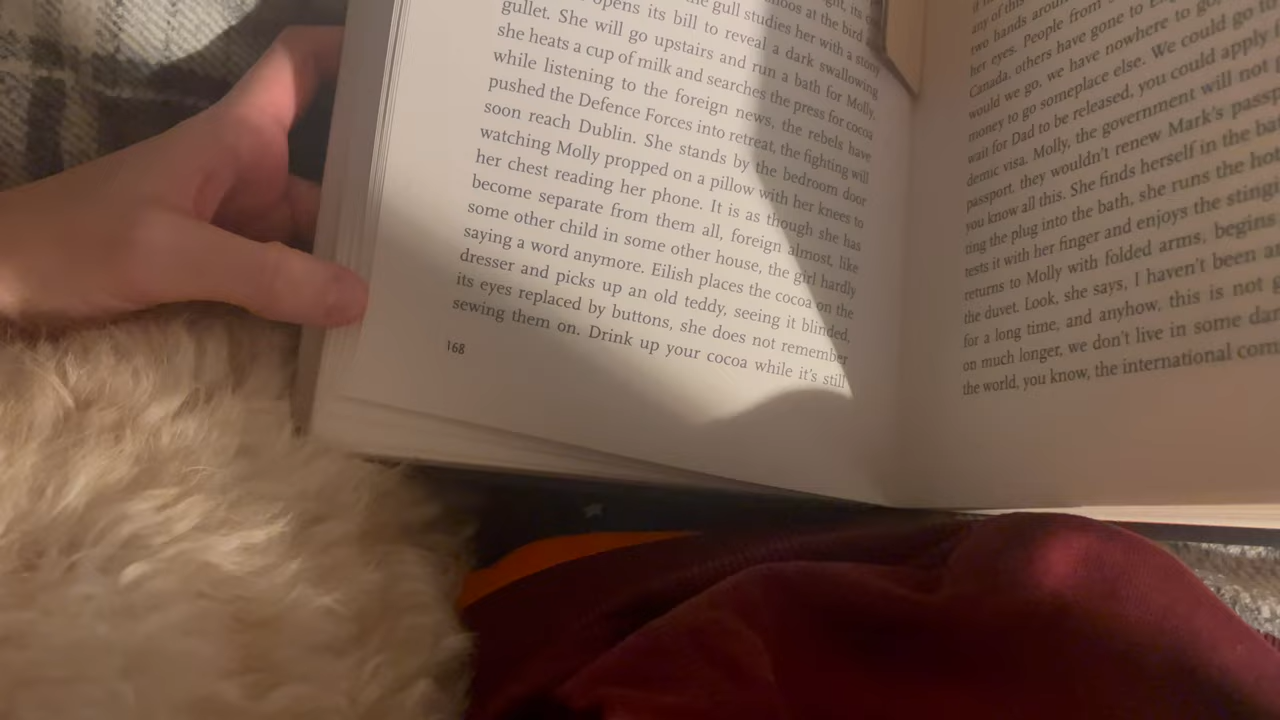 the gull studies her with a stony
opens its bill to reveal a dark swallowing
gullet. She will go upstairs and run a bath for Molly,
she heats a cup of milk and searches the press for cocoa
while listening to the foreign news, the rebels have
pushed the Defence Forces into retreat, the fighting will
soon reach Dublin. She stands by the bedroom door
watching Molly propped on a pillow with her knees to
her chest reading her phone. It is as though she has
become separate from them all, foreign almost, like
some other child in some other house, the girl hardly
saying a word anymore. Eilish places the cocoa on the
dresser and picks up an old teddy, seeing it blinded,
its eyes replaced by buttons, she does not remember
sewing them on. Drink up your cocoa while it's still
168
any of this
two hands around
her eyes. People from
Canada, others have gone to
would we go, we have nowhere to go,
money to go someplace else. We could go to
wait for Dad to be released, you could apply
demic visa. Molly, the government will not
passport, they wouldn't renew Mark's
you know all this. She finds herself in the
ting the plug into the bath, she runs the hot
tests it with her finger and enjoys the
returns to Molly with folded arms, begins
the duvet. Look, she says, I haven't been
for a long time, and anyhow, this is not
on much longer, we don't live in some
the world, you know, the international